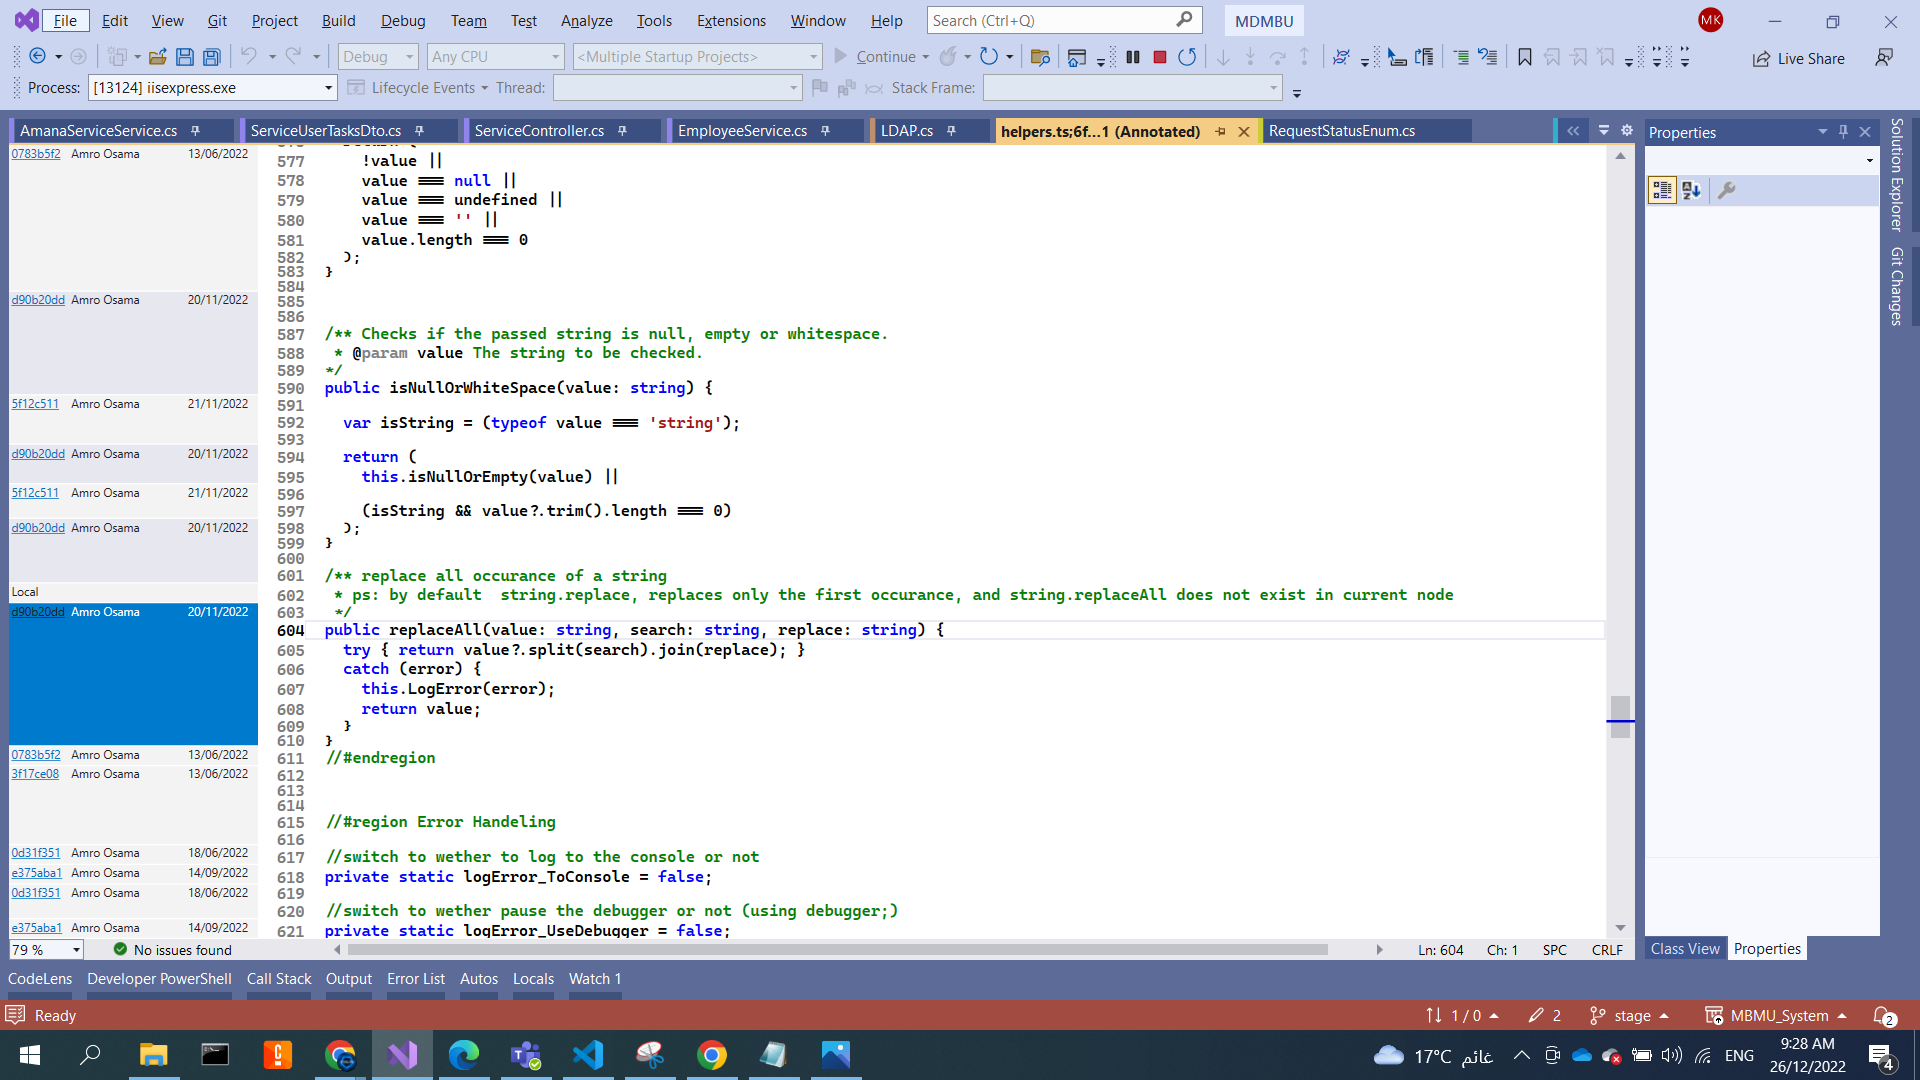 File Edit View Git Project Build Debug Team Test Analyze Tools Extensions Window Help Search (Ctrl+Q) MDMBU MK
Debug Any CPU <Multiple Startup Projects> Continue Live Share
Process: [13124] iisexpress.exe Lifecycle Events Thread: Stack Frame:
AmanaServiceService.cs ServiceUserTasksDto.cs ServiceController.cs EmployeeService.cs LDAP.cs helpers.ts;6f...1 (Annotated) RequestStatusEnum.cs Properties
0783b5f2 Amro Osama 13/06/2022
577 !value ||
578 value === null ||
579 value === undefined ||
580 value === '' ||
581 value.length === 0
582 );
583 }
584
d90b20dd Amro Osama 20/11/2022
585
586
587 /** Checks if the passed string is null, empty or whitespace.
588 * @param value The string to be checked.
589 */
590 public isNullOrWhiteSpace(value: string) {
5f12c511 Amro Osama 21/11/2022
591
592 var isString = (typeof value === 'string');
593
d90b20dd Amro Osama 20/11/2022
594 return (
595 this.isNullOrEmpty(value) ||
5f12c511 Amro Osama 21/11/2022
596
597 (isString && value?.trim().length === 0)
d90b20dd Amro Osama 20/11/2022
598 );
599 }
600
601 /** replace all occurance of a string
Local
602 * ps: by default  string.replace, replaces only the first occurance, and string.replaceAll does not exist in current node
d90b20dd Amro Osama 20/11/2022
603 */
604 public replaceAll(value: string, search: string, replace: string) {
605 try { return value?.split(search).join(replace); }
606 catch (error) {
607 this.LogError(error);
608 return value;
609 }
610 }
0783b5f2 Amro Osama 13/06/2022
611 //#endregion
3f17ce08 Amro Osama 13/06/2022
612
613
614
615 //#region Error Handeling
616
0d31f351 Amro Osama 18/06/2022
617 //switch to wether to log to the console or not
e375aba1 Amro Osama 14/09/2022
618 private static logError_ToConsole = false;
0d31f351 Amro Osama 18/06/2022
619
620 //switch to wether pause the debugger or not (using debugger;)
e375aba1 Amro Osama 14/09/2022
621 private static logError_UseDebugger = false;
Solution Explorer
Git Changes
79 % No issues found Ln: 604 Ch: 1 SPC CRLF Class View Properties
CodeLens Developer PowerShell Call Stack Output Error List Autos Locals Watch 1
Ready 1 / 0 2 stage MBMU_System 2
17°C غائم ENG 9:28 AM
26/12/2022 4